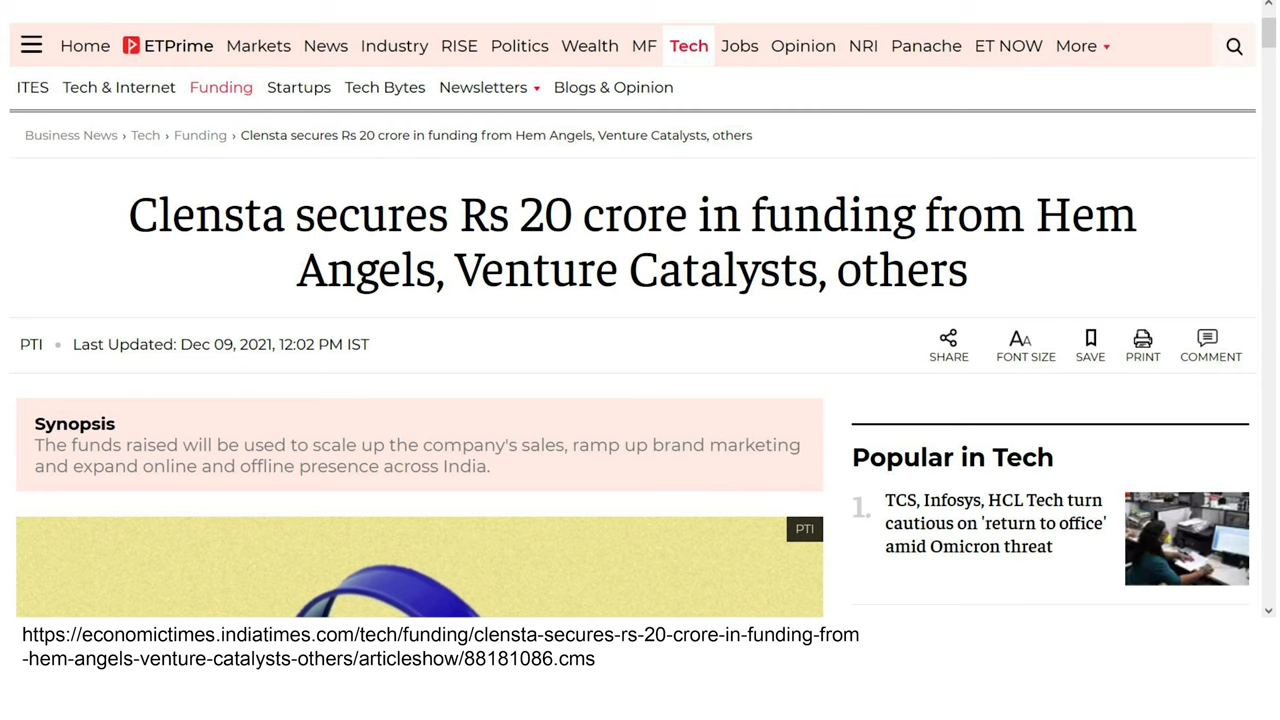 Home ETPrime Markets News Industry RISE Politics Wealth MF Tech Jobs Opinion NRI Panache ET NOW More
ITES Tech & Internet Funding Startups Tech Bytes Newsletters Blogs & Opinion
Business News › Tech › Funding › Clensta secures Rs 20 crore in funding from Hem Angels, Venture Catalysts, others
Clensta secures Rs 20 crore in funding from Hem
Angels, Venture Catalysts, others
PTI • Last Updated: Dec 09, 2021, 12:02 PM IST
SHARE
AA FONT SIZE
SAVE
PRINT
COMMENT
Synopsis
The funds raised will be used to scale up the company's sales, ramp up brand marketing
and expand online and offline presence across India.
PTI
Popular in Tech
1. TCS, Infosys, HCL Tech turn
cautious on 'return to office'
amid Omicron threat
https://economictimes.indiatimes.com/tech/funding/clensta-secures-rs-20-crore-in-funding-from
-hem-angels-venture-catalysts-others/articleshow/88181086.cms